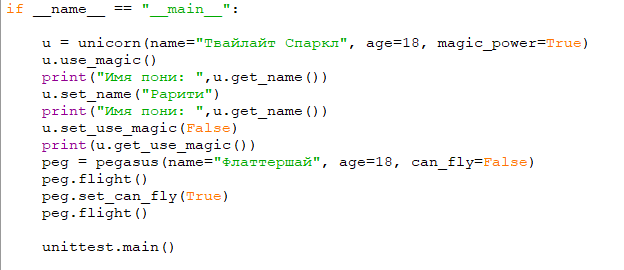 if __name__ == "__main__":
u = unicorn(name="Твайлайт Спаркл", age=18, magic_power=True)
u.use_magic()
print("Имя пони: ",u.get_name())
u.set_name("Рарити")
print("Имя пони: ",u.get_name())
u.set_use_magic(False)
print(u.get_use_magic())
peg = pegasus(name="Флаттершай", age=18, can_fly=False)
peg.flight()
peg.set_can_fly(True)
peg.flight()
unittest.main()